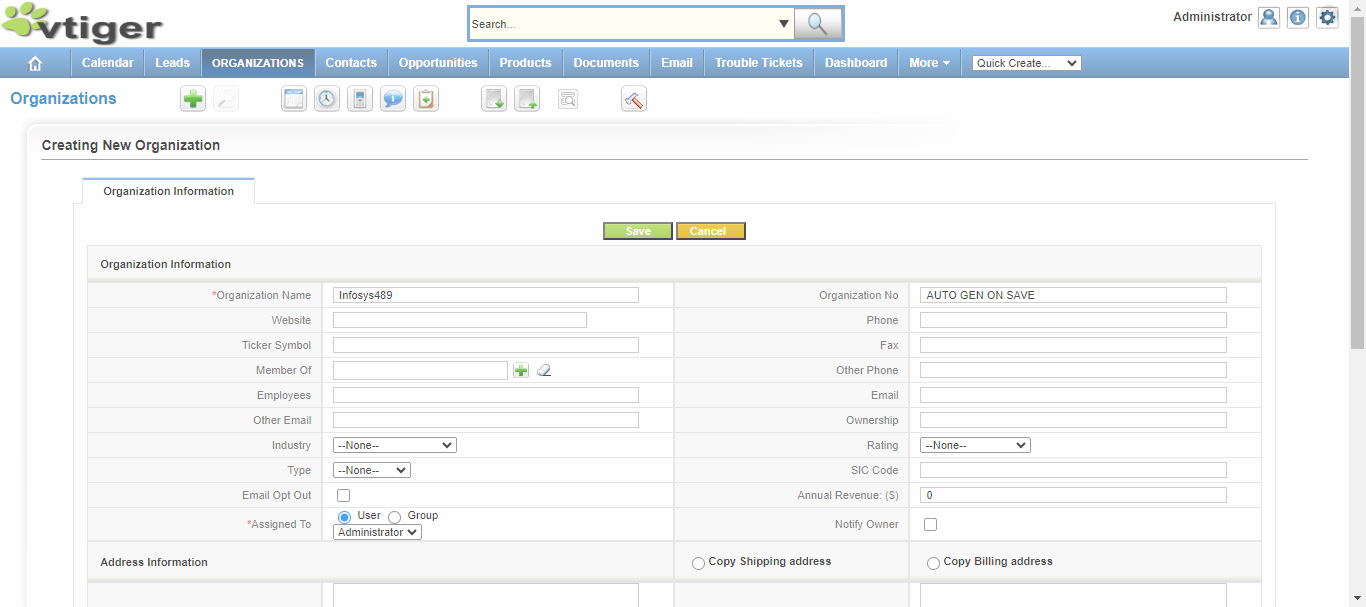 vtiger
Search...
Administrator
Calendar Leads ORGANIZATIONS Contacts Opportunities Products Documents Email Trouble Tickets Dashboard More Quick Create...
Organizations
Creating New Organization
Organization Information
Save Cancel
Organization Information
*Organization Name Infosys489 Organization No AUTO GEN ON SAVE
Website Phone
Ticker Symbol Fax
Member Of Other Phone
Employees Email
Other Email Ownership
Industry --None-- Rating --None--
Type --None-- SIC Code
Email Opt Out Annual Revenue: ($) 0
*Assigned To User Group Notify Owner
Administrator
Address Information Copy Shipping address Copy Billing address